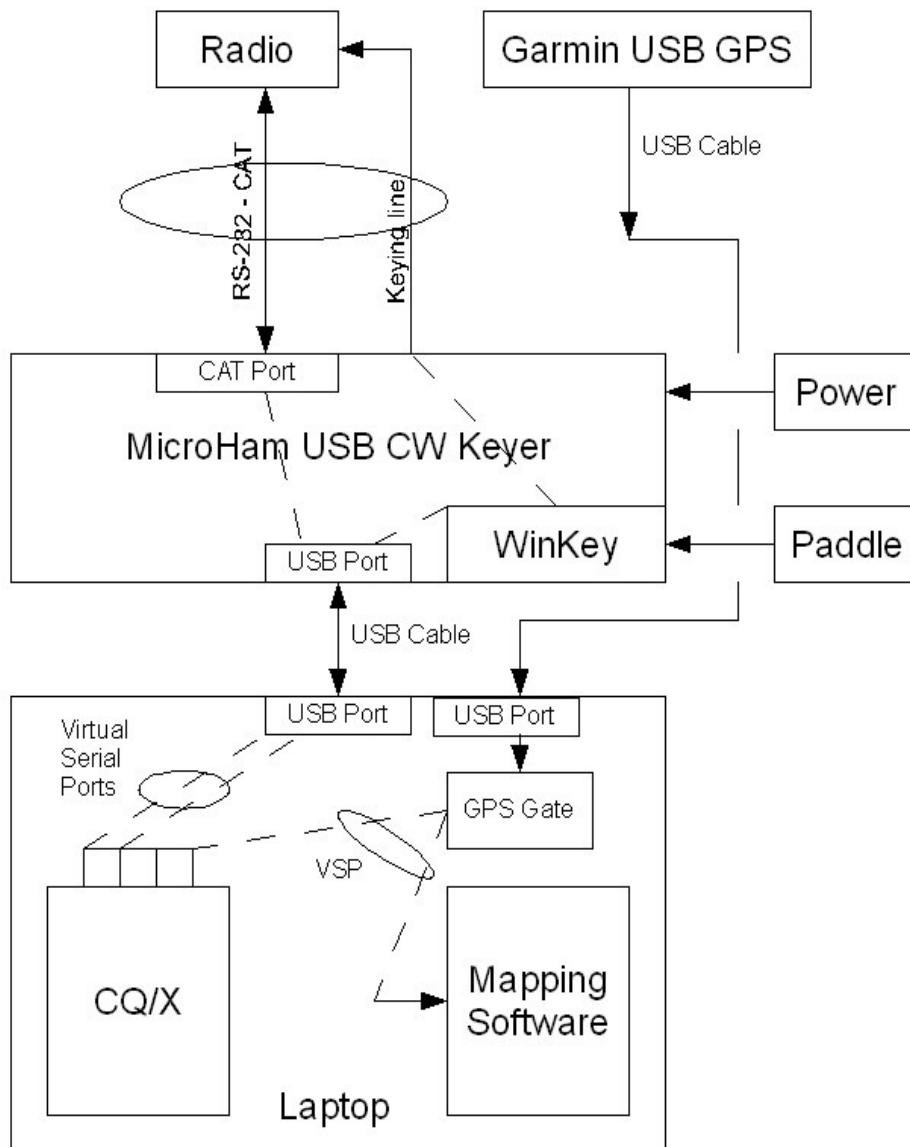 Radio
Garmin USB GPS
USB Cable
RS-232 - CAT
Keying line
CAT Port
Power
MicroHam USB CW Keyer
WinKey
Paddle
USB Port
USB Cable
USB Port
USB Port
Virtual
Serial
Ports
GPS Gate
VSP
CQ/X
Mapping
Software
Laptop